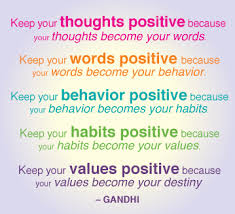 Keep your thoughts positive because
your thoughts become your words.
Keep your words positive because
your words become your behavior.
Keep your behavior positive because
your behavior becomes your habits.
Keep your habits positive because
your habits become your values.
Keep your values positive because
your values become your destiny
– GANDHI